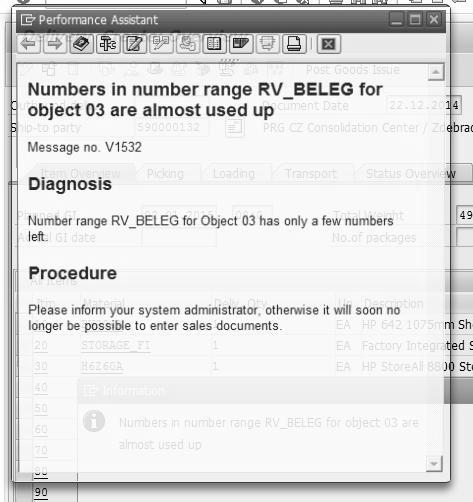 Performance Assistant
Post Goods Issue
Document Date 22.12.2014
Ship-to party 590000132 PRG CZ Consolidation Center / Zdebrad
Item Overview Picking Loading Transport Status Overview
Numbers in number range RV_BELEG for
object 03 are almost used up
Message no. V1532
Diagnosis
Total Weight 49
Number range RV_BELEG for Object 03 has only a few numbers
left.
GI date No.of packages
Procedure
All Items
Itm Material Deliv. Qty Un Description
Please inform your system administrator, otherwise it will soon no
longer be possible to enter sales documents.
EA HP 642 1075mm Sh
20 STORAGE_FI 1 EA Factory Integrated S
30 H6Z60A 1 EA HP StoreAll 8800 Stor
40
Information
50
Numbers in number range RV_BELEG for object 03 are
60
almost used up
70
80
90